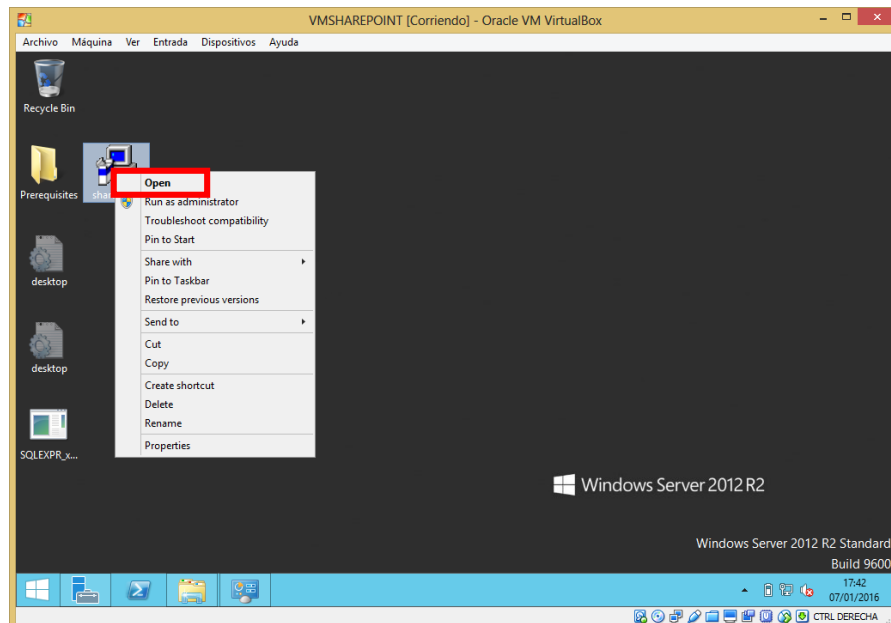 VMSHAREPOINT [Corriendo] - Oracle VM VirtualBox
Archivo Máquina Ver Entrada Dispositivos Ayuda
Recycle Bin
Prerequisites
Open
Run as administrator
Troubleshoot compatibility
Pin to Start
Share with
Pin to Taskbar
Restore previous versions
Send to
Cut
Copy
Create shortcut
Delete
Rename
Properties
desktop
desktop
SQLEXPR_x...
Windows Server 2012 R2
Windows Server 2012 R2 Standard
Build 9600
17:42
07/01/2016
CTRL DERECHA